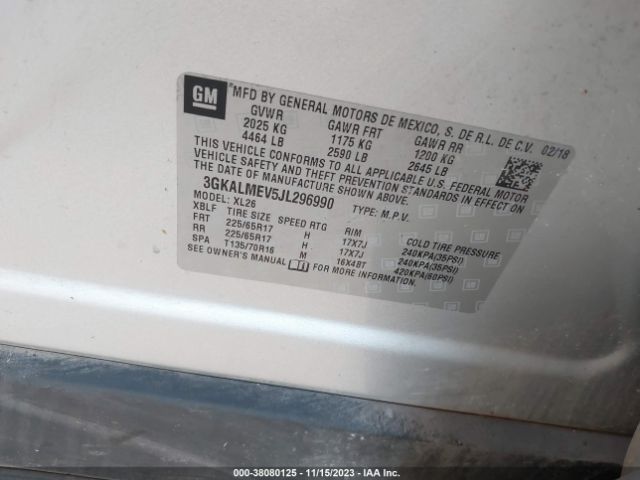 GM
*MFD BY GENERAL MOTORS DE MEXICO, S. DE R.L. DE C.V. 02/18
GVWR GAWR FRT GAWR RR
2025 KG 1175 KG 1200 KG
4464 LB 2590 LB 2645 LB
THIS VEHICLE CONFORMS TO ALL APPLICABLE U.S. FEDERAL MOTOR
VEHICLE SAFETY AND THEFT PREVENTION STANDARDS IN EFFECT ON
THE DATE OF MANUFACTURE SHOWN ABOVE.
3GKALMEV5JL296990 TYPE: M.P.V.
MODEL: XL26
XBLF TIRE SIZE SPEED RTG RIM COLD TIRE PRESSURE
FRT 225/65R17 H 17X7J 240KPA(35PSI)
RR 225/65R17 H 17X7J 240KPA(35PSI)
SPA T135/70R16 M 16X4BT 420KPA(60PSI)
SEE OWNER'S MANUAL FOR MORE INFORMATION.
000-38080125 - 11/15/2023 - IAA Inc.